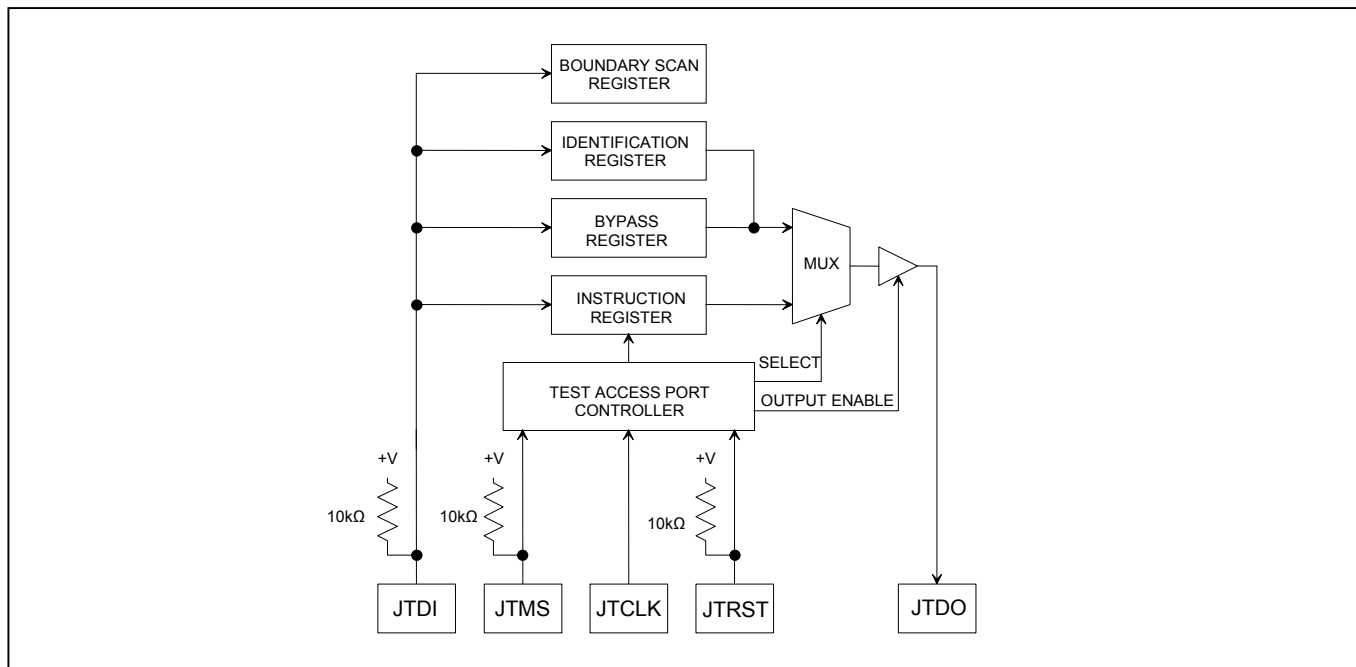 BOUNDARY SCAN
REGISTER
IDENTIFICATION
REGISTER
BYPASS
REGISTER
MUX
INSTRUCTION
REGISTER
SELECT
TEST ACCESS PORT
CONTROLLER
OUTPUT ENABLE
+V
+V
+V
10kΩ
10kΩ
10kΩ
JTDI
JTMS
JTCLK
JTRST
JTDO